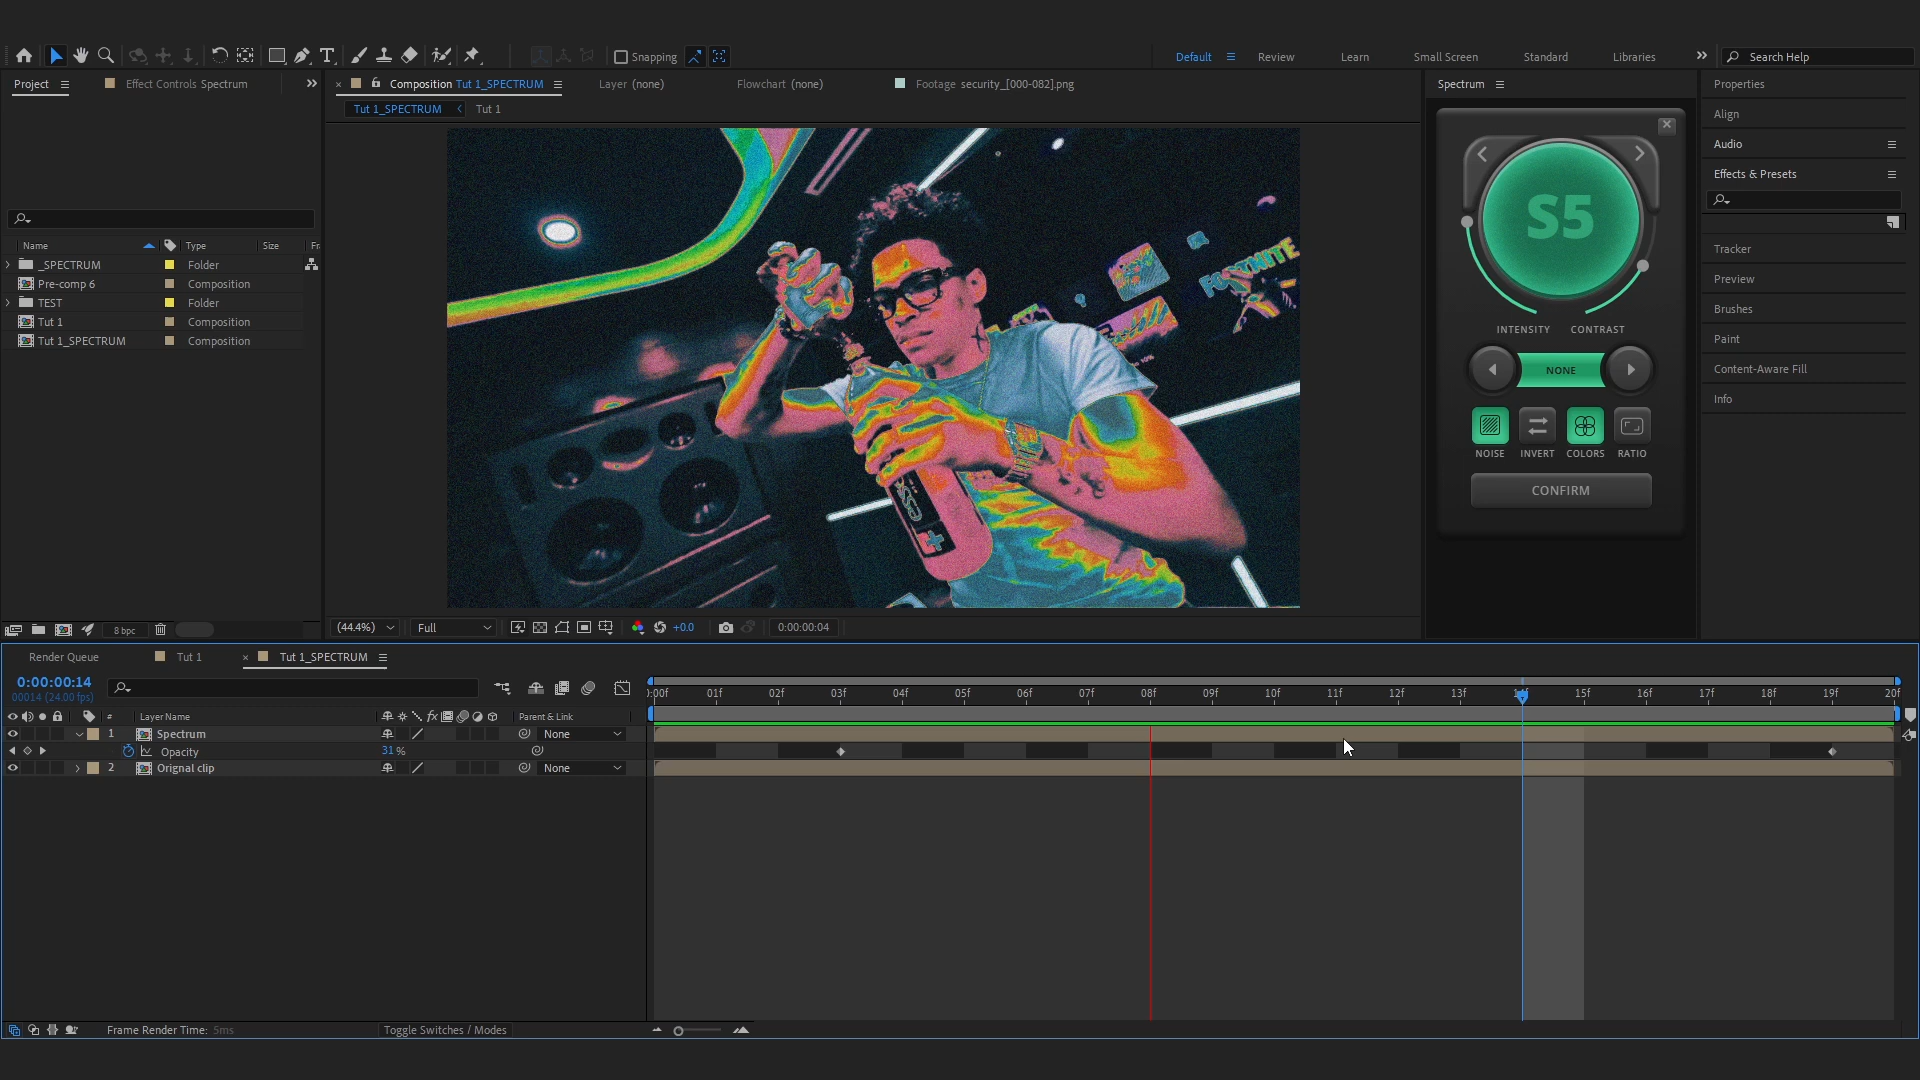 Snapping
Default
Review
Learn
Small Screen
Standard
Libraries
Search Help
Project
Effect Controls Spectrum
Composition Tut 1_SPECTRUM
Layer (none)
Flowchart (none)
Footage security_[000-082].png
Spectrum
Properties
Tut 1_SPECTRUM
Tut 1
Align
Audio
Effects & Presets
Tracker
Preview
Brushes
Paint
Content-Aware Fill
Info
S5
INTENSITY
CONTRAST
NONE
NOISE
INVERT
COLORS
RATIO
CONFIRM
FORTNITE
Name
Type
Size
Fr
_SPECTRUM
Folder
Pre-comp 6
Composition
TEST
Folder
Tut 1
Composition
Tut 1_SPECTRUM
Composition
8 bpc
(44.4%)
Full
+0.0
0:00:00:04
Render Queue
Tut 1
Tut 1_SPECTRUM
0:00:00:14
00014 (24.00 fps)
:00f
01f
02f
03f
04f
05f
06f
07f
08f
09f
10f
11f
12f
13f
15f
16f
17f
18f
19f
20f
#
Layer Name
fx
Parent & Link
1
Spectrum
None
Opacity
31 %
2
Orignal clip
None
Frame Render Time: 5ms
Toggle Switches / Modes